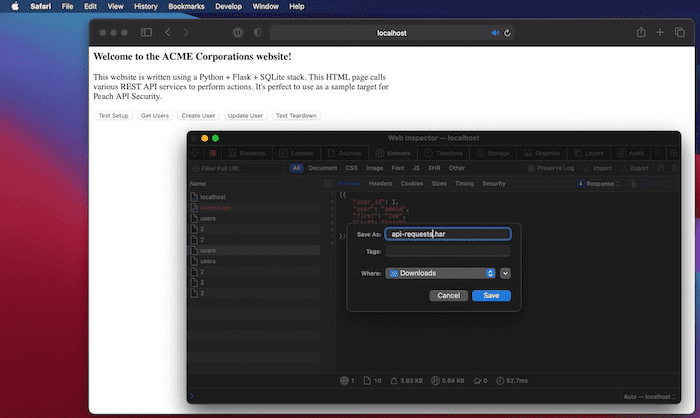 Safari File Edit View History Bookmarks Develop Window Help
localhost
Welcome to the ACME Corporations website!
This website is written using a Python + Flask + SQLite stack. This HTML page calls
various REST API services to perform actions. It's perfect to use as a sample target for
Peach API Security.
Test Setup Get Users Create User Update User Test Teardown
Web Inspector — localhost
Elements Console Sources Network Timelines Storage Graphics Layers Audit
Filter Full URL All Document CSS Image Font JS XHR Other Preserve Log Import Export
Name Preview Headers Cookies Sizes Timing Security Response
localhost
users
2
2
users
users
2
2
2
[{
"user_id": 1,
"user": "admin",
"first": "Joe",
}]
Save As: api-requests.har
Tags:
Where: Downloads
Cancel Save
1 10 3.93 KB 5.64 KB 0 52.7ms
Auto — localhost